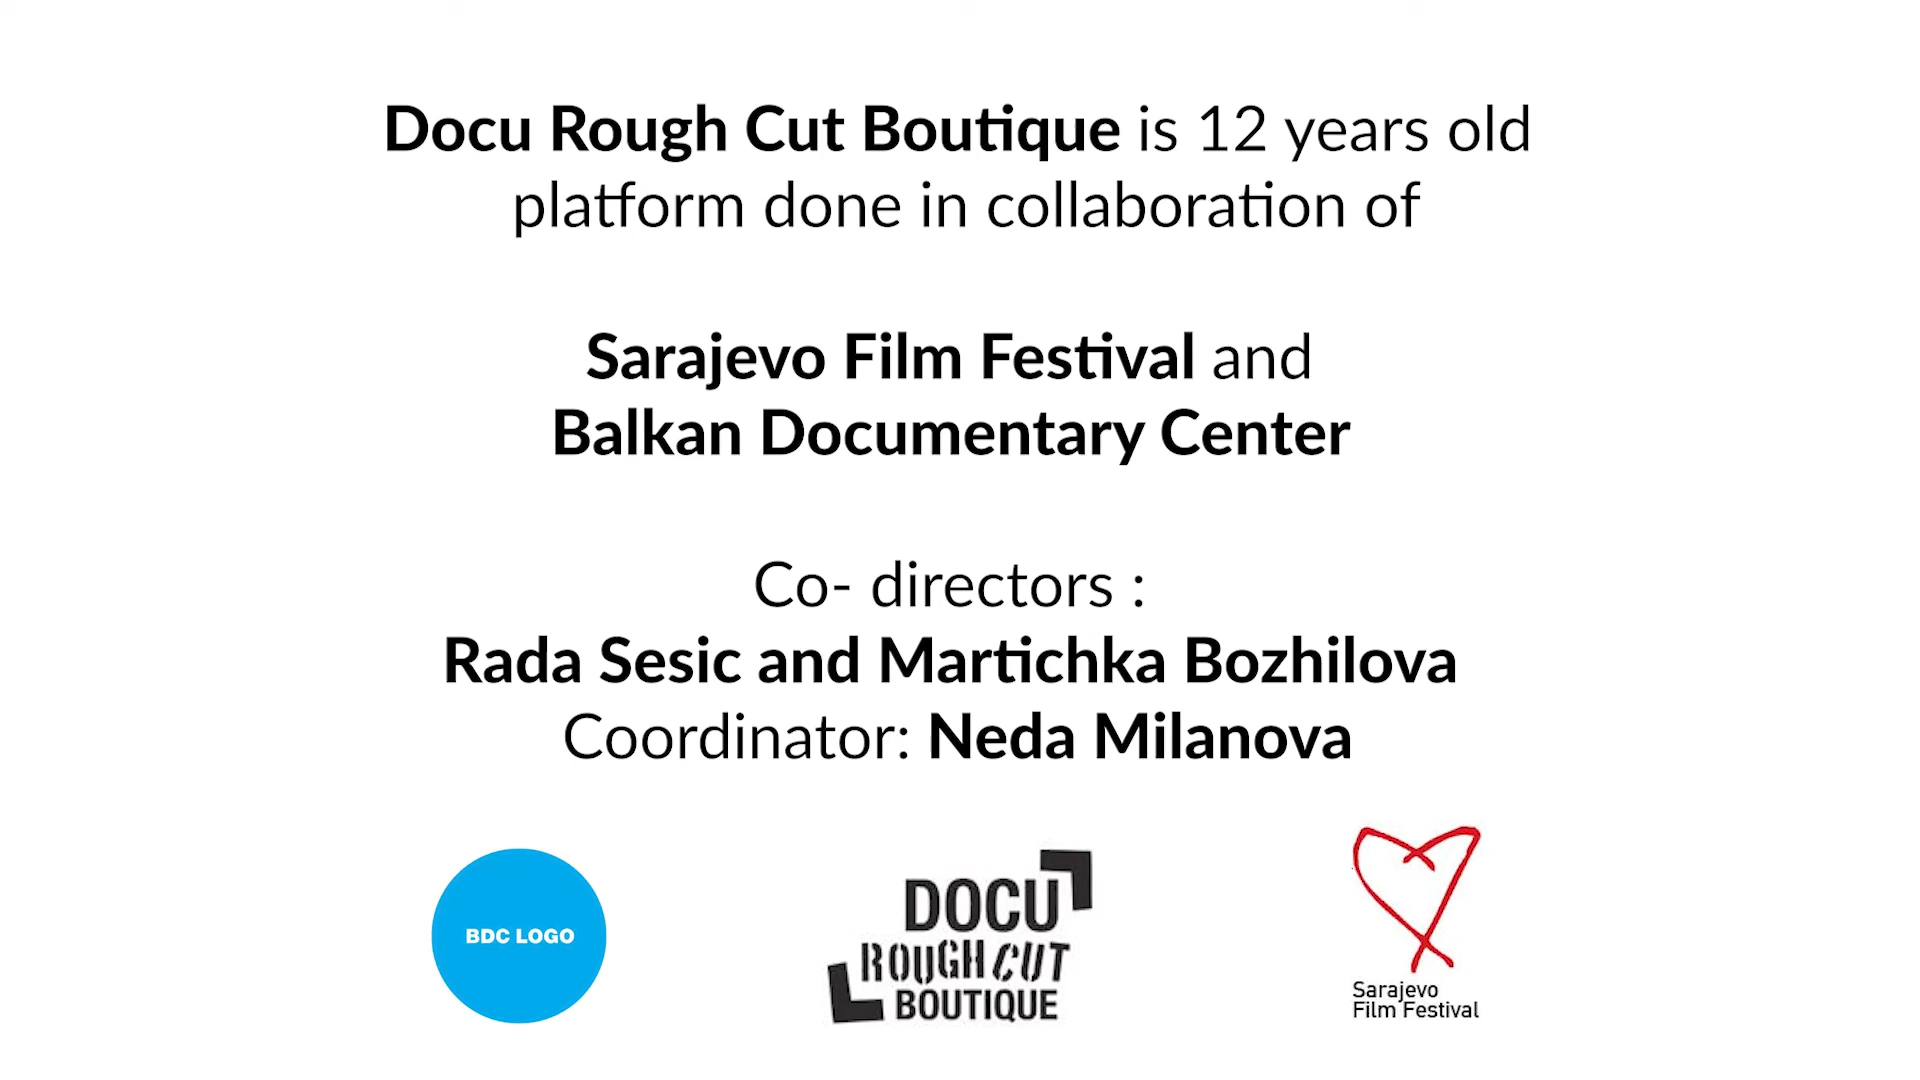 Docu Rough Cut Boutique is 12 years old
platform done in collaboration of
Sarajevo Film Festival and
Balkan Documentary Center
Co- directors :
Rada Sesic and Martichka Bozhilova
Coordinator: Neda Milanova
BDC LOGO
DOCU
ROUGH CUT
BOUTIQUE
Sarajevo
Film Festival